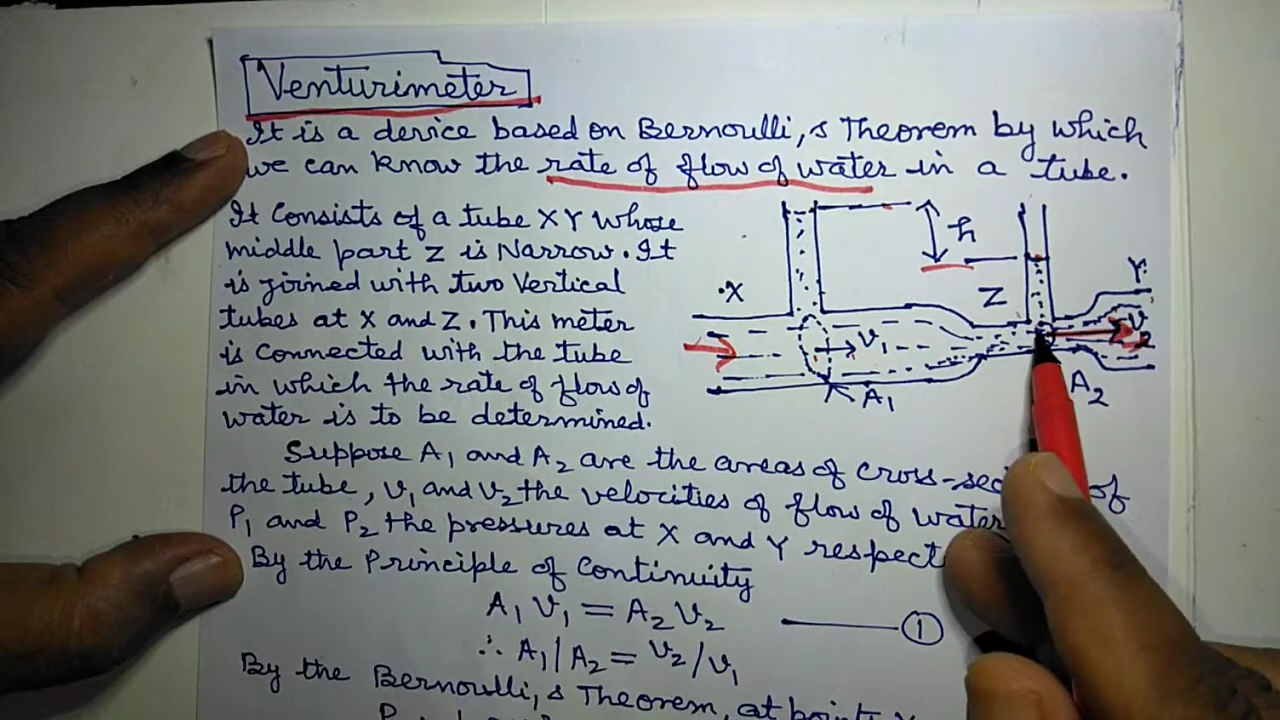 Venturimeter
It is a device based on Bernoulli,s Theorem by which
we can know the rate of flow of water in a tube.
It consists of a tube XY whose
middle part Z is Narrow. It
is joined with two Vertical
tubes at X and Z. This meter
is connected with the tube
in which the rate of flow of
water is to be determined.
h
X
Z
Y
V1
V2
A1
A2
Suppose A1 and A2 are the areas of cross-sec of
the tube, V1 and V2 the velocities of flow of water
P1 and P2 the pressures at X and Y respect
By the Principle of Continuity
A1 V1 = A2 V2 ——— 1
∴ A1/A2 = V2/V1
By the Bernoulli,s Theorem, at points